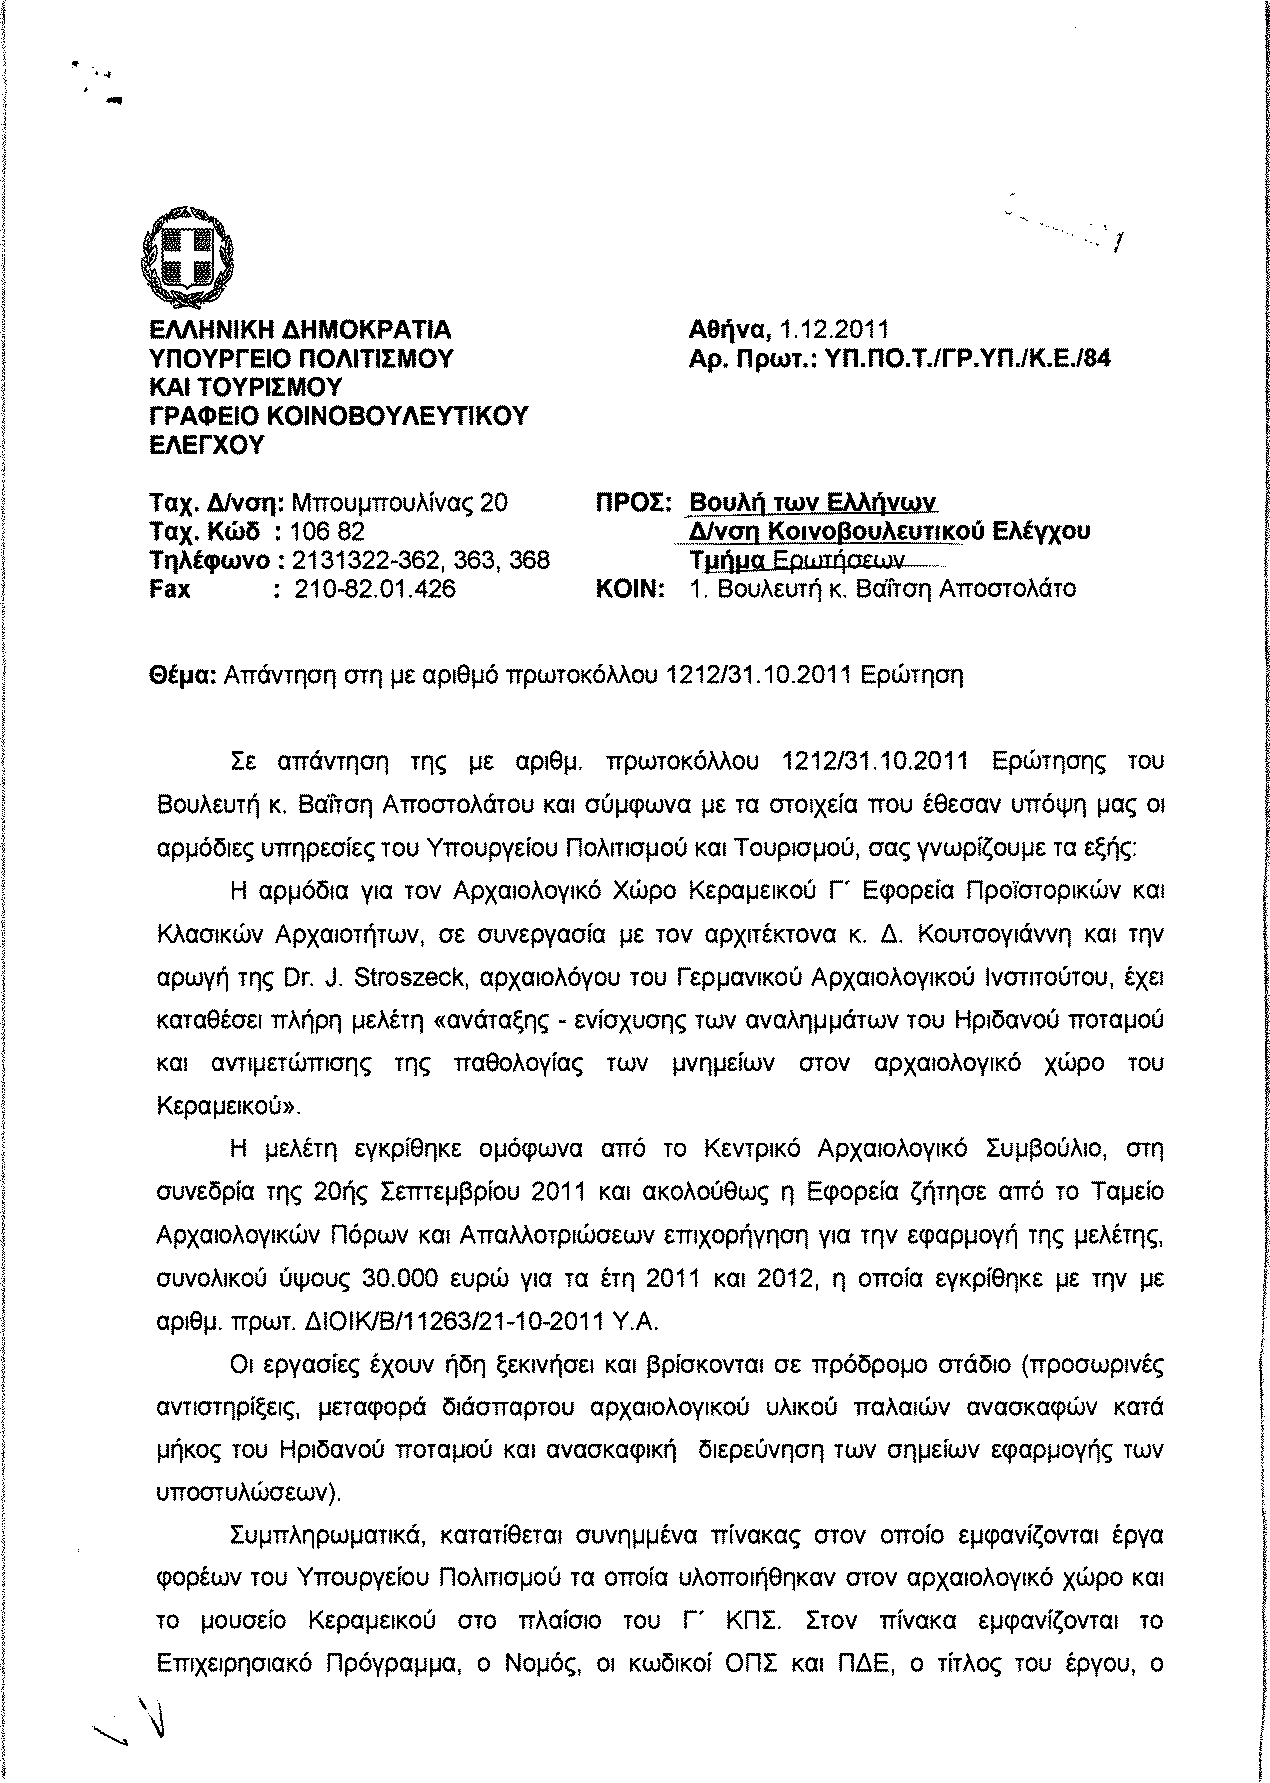 ΕΛΛΗΝΙΚΗ ΔΗΜΟΚΡΑΤΙΑ
ΥΠΟΥΡΓΕΙΟ ΠΟΛΙΤΙΣΜΟΥ
ΚΑΙ ΤΟΥΡΙΣΜΟΥ
ΓΡΑΦΕΙΟ ΚΟΙΝΟΒΟΥΛΕΥΤΙΚΟΥ
ΕΛΕΓΧΟΥ
Αθήνα, 1.12.2011
Αρ. Πρωτ.: ΥΠ.ΠΟ.Τ./ΓΡ.ΥΠ./Κ.Ε./84
Ταχ. Δ/νση: Μπουμπουλίνας 20
Ταχ. Κώδ : 106 82
Τηλέφωνο : 2131322-362, 363, 368
Fax : 210-82.01.426
ΠΡΟΣ: Βουλή των Ελλήνων
Δ/νση Κοινοβουλευτικού Ελέγχου
Τμήμα Ερωτήσεων
ΚΟΙΝ: 1. Βουλευτή κ. Βαΐτση Αποστολάτο
Θέμα: Απάντηση στη με αριθμό πρωτοκόλλου 1212/31.10.2011 Ερώτηση
Σε απάντηση της με αριθμ. πρωτοκόλλου 1212/31.10.2011 Ερώτησης του
Βουλευτή κ. Βαΐτση Αποστολάτου και σύμφωνα με τα στοιχεία που έθεσαν υπόψη μας οι
αρμόδιες υπηρεσίες του Υπουργείου Πολιτισμού και Τουρισμού, σας γνωρίζουμε τα εξής:
Η αρμόδια για τον Αρχαιολογικό Χώρο Κεραμεικού Γ΄ Εφορεία Προϊστορικών και
Κλασικών Αρχαιοτήτων, σε συνεργασία με τον αρχιτέκτονα κ. Δ. Κουτσογιάννη και την
αρωγή της Dr. J. Stroszeck, αρχαιολόγου του Γερμανικού Αρχαιολογικού Ινστιτούτου, έχει
καταθέσει πλήρη μελέτη «ανάταξης - ενίσχυσης των αναλημμάτων του Ηριδανού ποταμού
και αντιμετώπισης της παθολογίας των μνημείων στον αρχαιολογικό χώρο του
Κεραμεικού».
Η μελέτη εγκρίθηκε ομόφωνα από το Κεντρικό Αρχαιολογικό Συμβούλιο, στη
συνεδρία της 20ής Σεπτεμβρίου 2011 και ακολούθως η Εφορεία ζήτησε από το Ταμείο
Αρχαιολογικών Πόρων και Απαλλοτριώσεων επιχορήγηση για την εφαρμογή της μελέτης,
συνολικού ύψους 30.000 ευρώ για τα έτη 2011 και 2012, η οποία εγκρίθηκε με την με
αριθμ. πρωτ. ΔΙΟΙΚ/Β/11263/21-10-2011 Υ.Α.
Οι εργασίες έχουν ήδη ξεκινήσει και βρίσκονται σε πρόδρομο στάδιο (προσωρινές
αντιστηρίξεις, μεταφορά διάσπαρτου αρχαιολογικού υλικού παλαιών ανασκαφών κατά
μήκος του Ηριδανού ποταμού και ανασκαφική διερεύνηση των σημείων εφαρμογής των
υποστυλώσεων).
Συμπληρωματικά, κατατίθεται συνημμένα πίνακας στον οποίο εμφανίζονται έργα
φορέων του Υπουργείου Πολιτισμού τα οποία υλοποιήθηκαν στον αρχαιολογικό χώρο και
το μουσείο Κεραμεικού στο πλαίσιο του Γ΄ ΚΠΣ. Στον πίνακα εμφανίζονται το
Επιχειρησιακό Πρόγραμμα, ο Νομός, οι κωδικοί ΟΠΣ και ΠΔΕ, ο τίτλος του έργου, ο